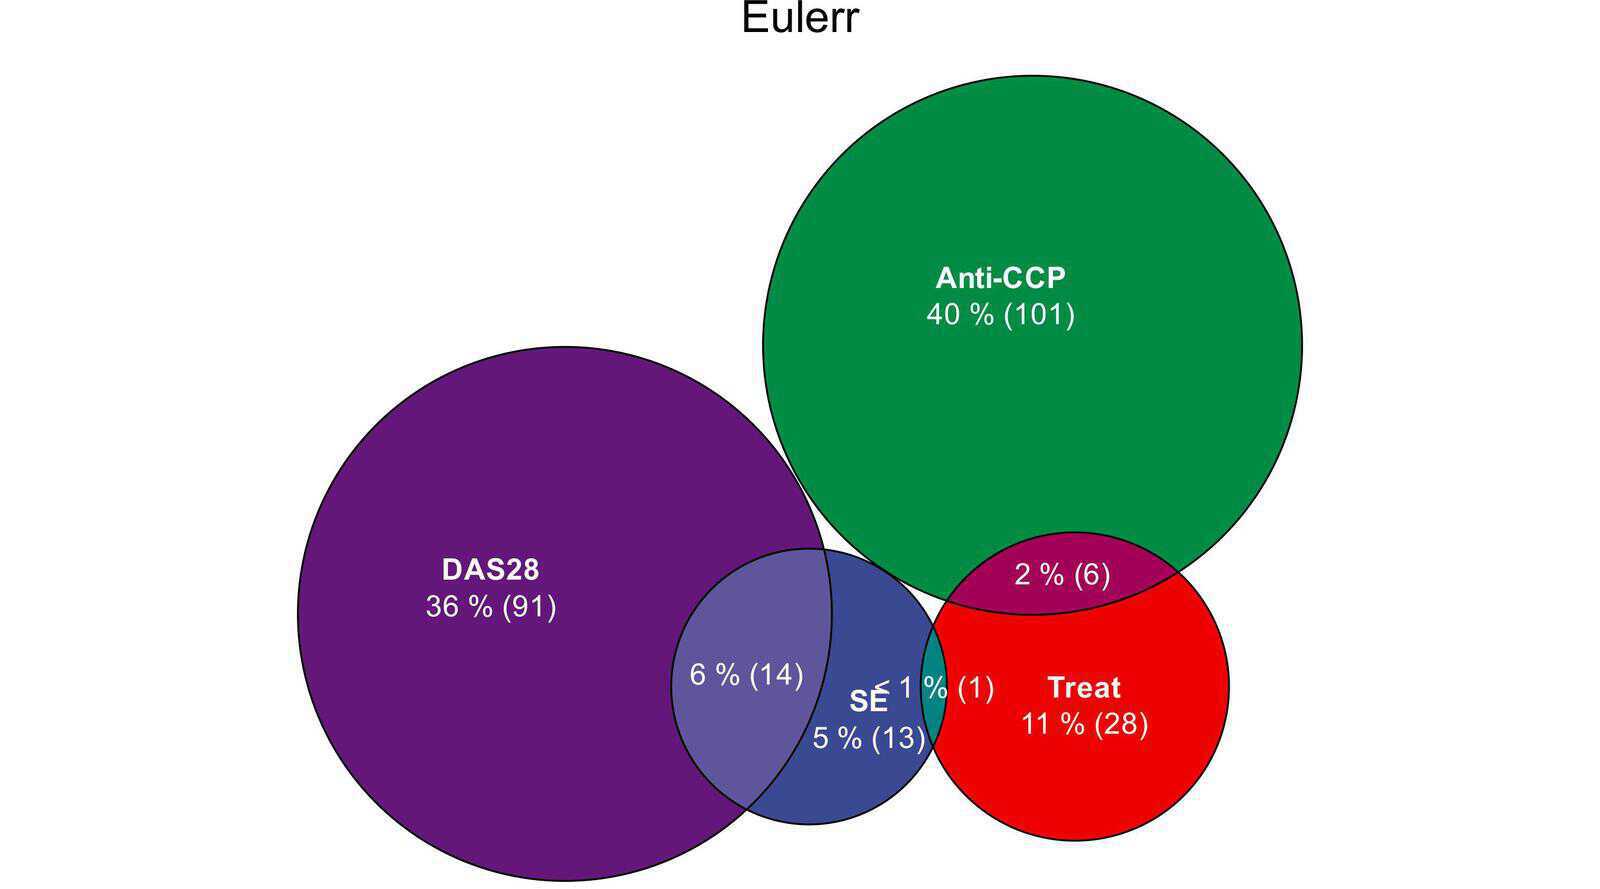 Eulerr
Anti-CCP
40 % (101)
DAS28
36 % (91)
2 % (6)
6 % (14)
SE
5 % (13)
< 1 % (1)
Treat
11 % (28)